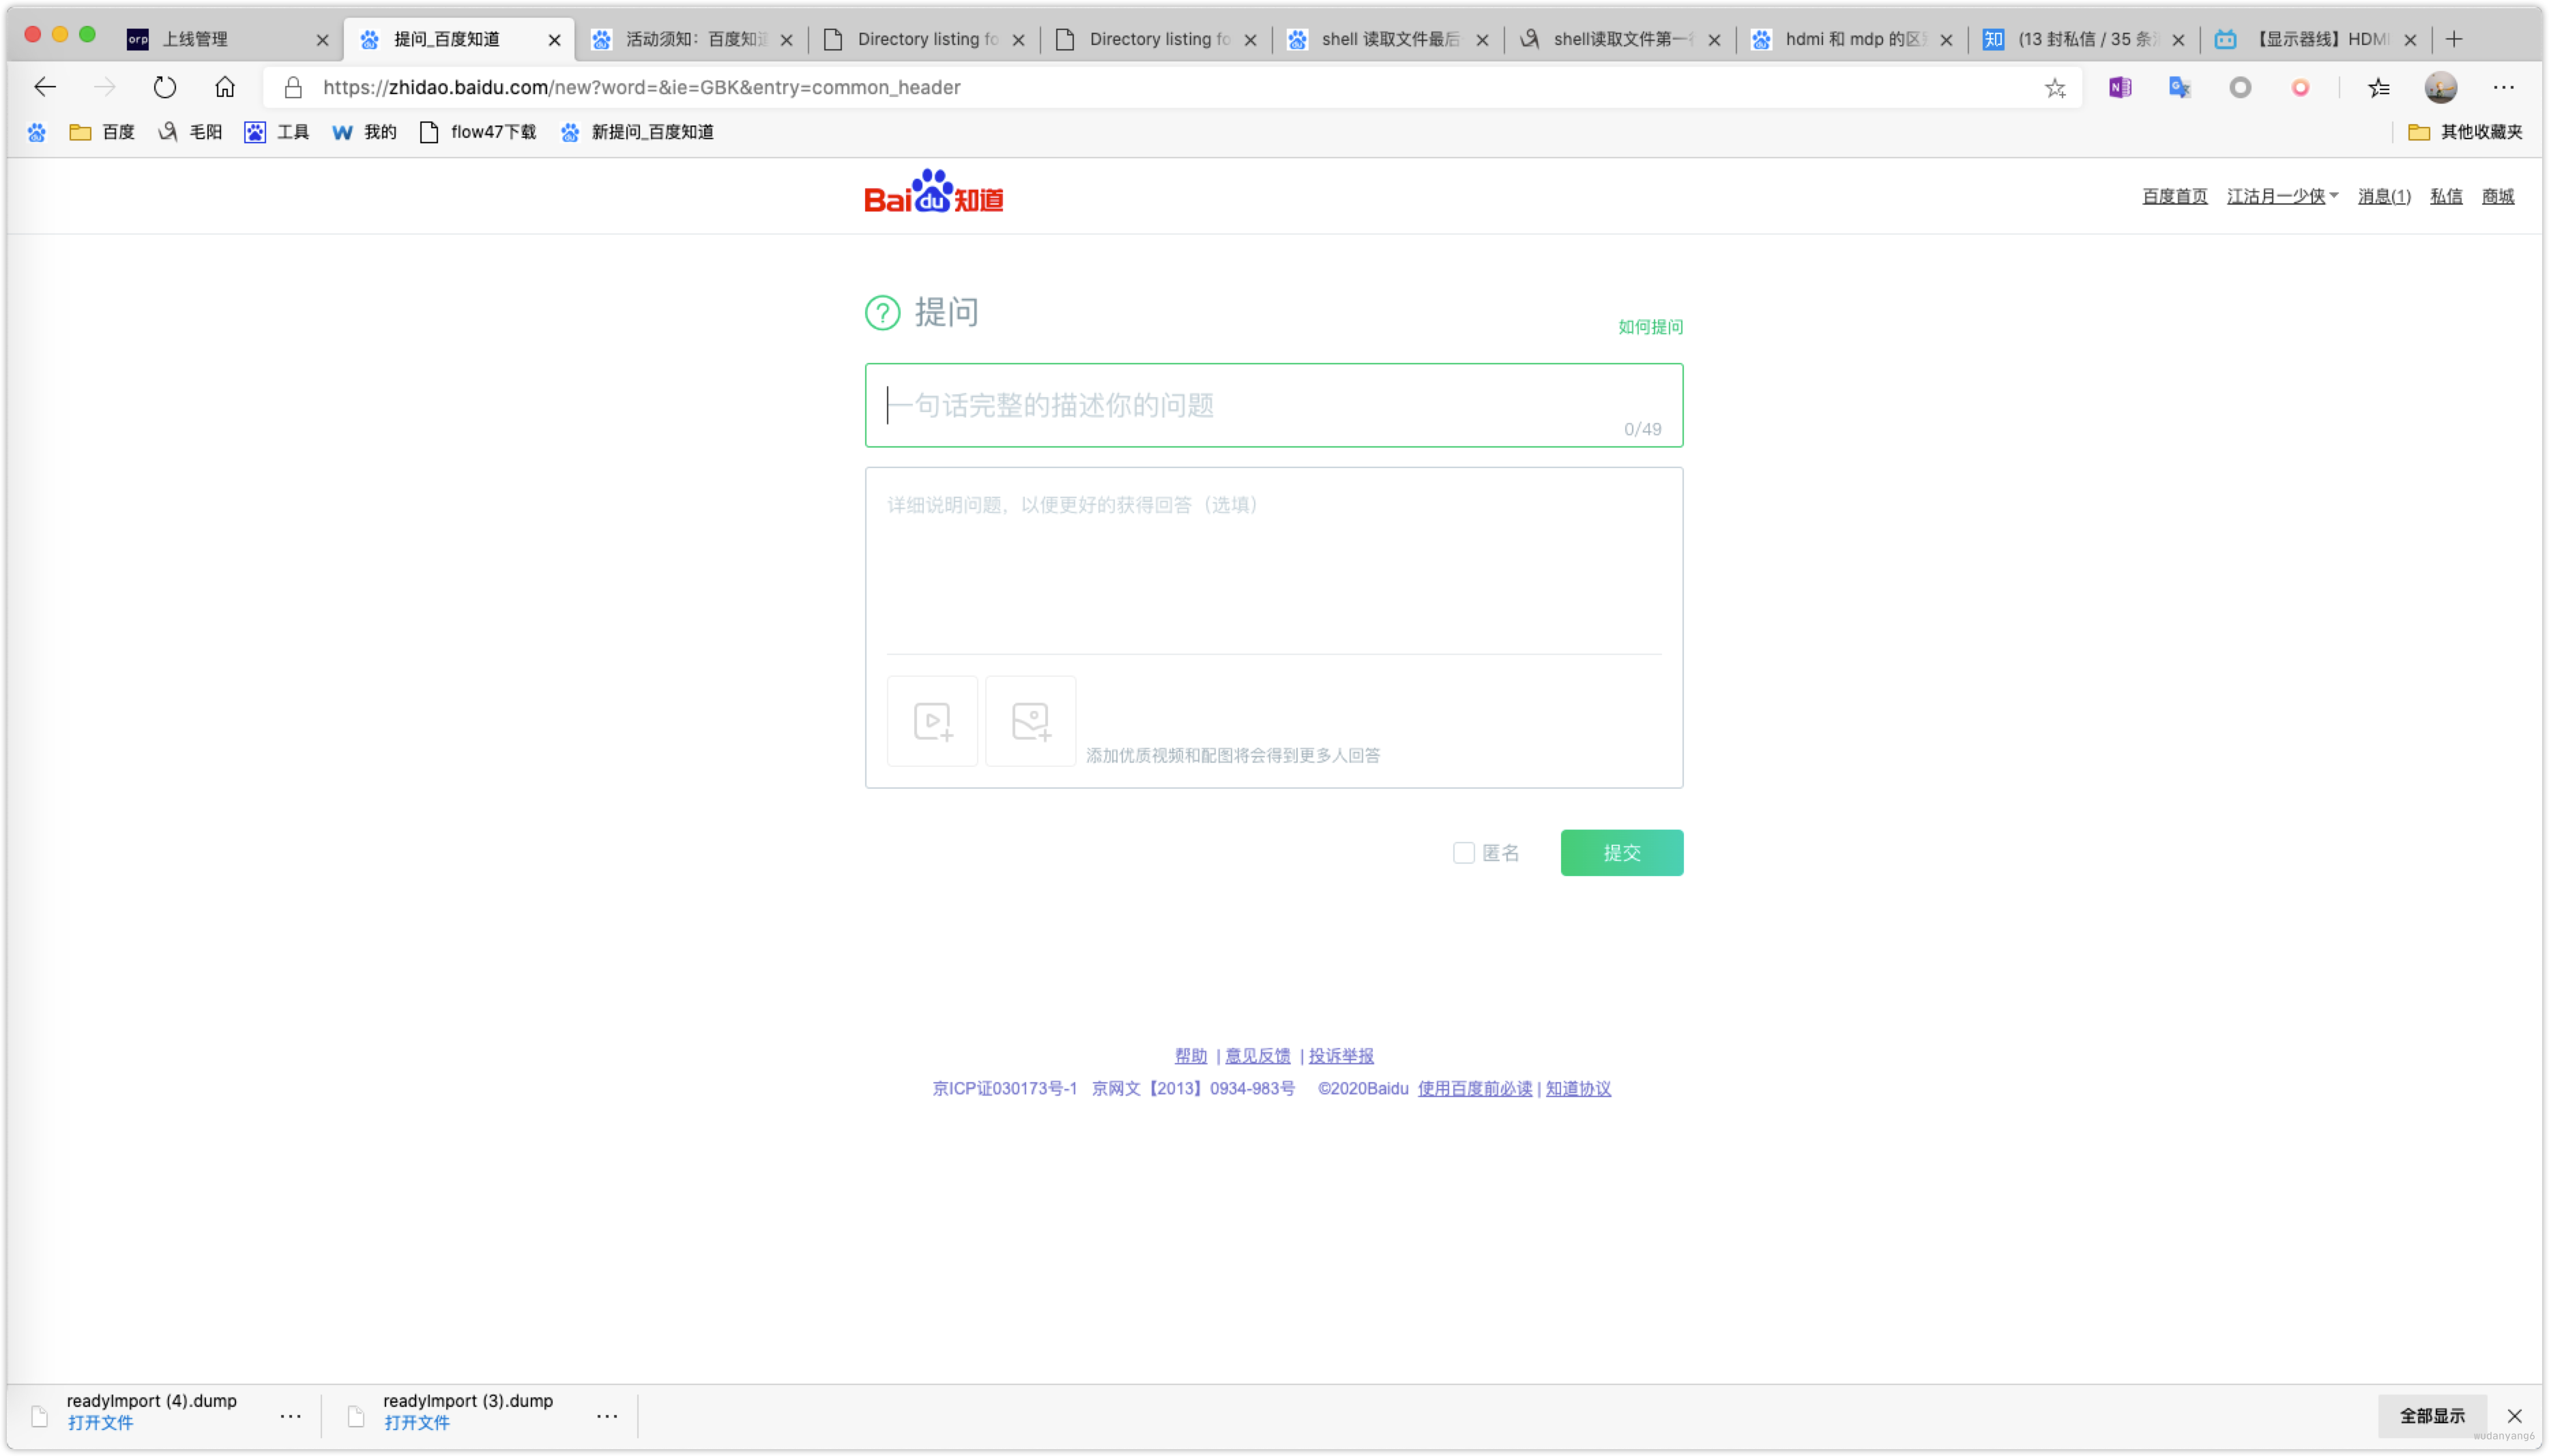 orp 上线管理 提问_百度知道 活动须知：百度知道 Directory listing fo Directory listing fo shell 读取文件最后 shell读取文件第一行 hdmi 和 mdp 的区别 知 (13 封私信 / 35 条消 【显示器线】HDMI
https://zhidao.baidu.com/new?word=&ie=GBK&entry=common_header
百度 毛阳 工具 我的 flow47下载 新提问_百度知道 其他收藏夹
Bai du 知道 百度首页 江沽月一少侠 消息(1) 私信 商城
提问
如何提问
一句话完整的描述你的问题
0/49
详细说明问题，以便更好的获得回答（选填）
添加优质视频和配图将会得到更多人回答
匿名 提交
帮助 | 意见反馈 | 投诉举报
京ICP证030173号-1 京网文【2013】0934-983号 ©2020Baidu 使用百度前必读 | 知道协议
readyImport (4).dump readyImport (3).dump
打开文件 打开文件
全部显示
wudanyang6